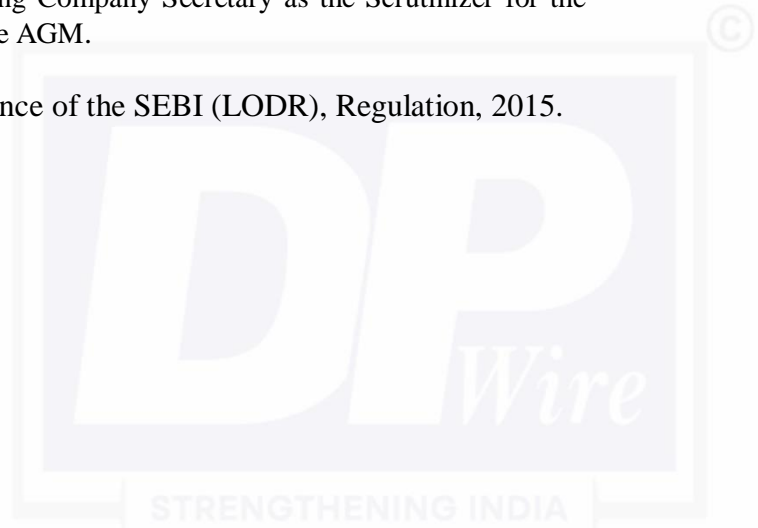 ng Company Secretary as the Scrutinizer for the
e AGM.
nce of the SEBI (LODR), Regulation, 2015.
©
DP
Wire
STRENGTHENING INDIA